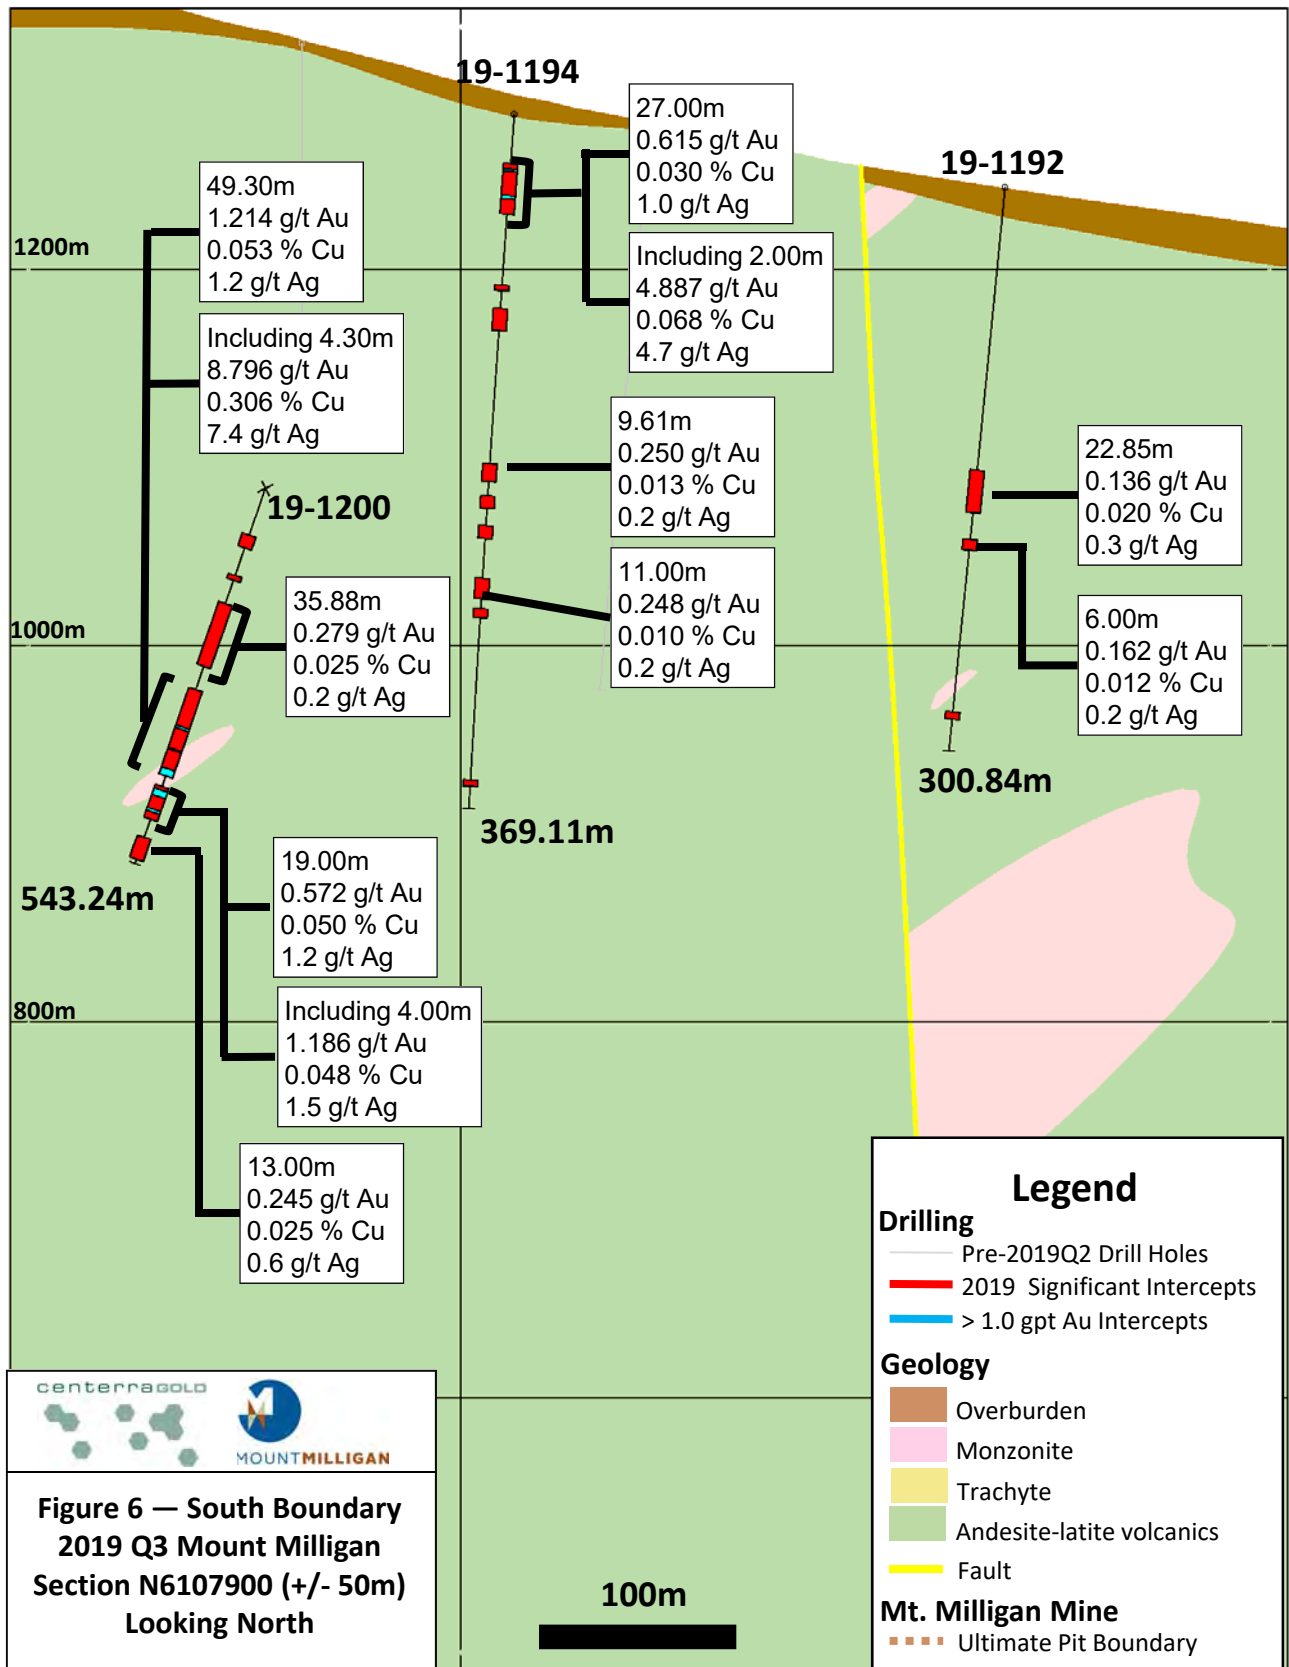 19-1194
27.00m
0.615 g/t Au
0.030 % Cu
1.0 g/t Ag
19-1192
49.30m
1.214 g/t Au
0.053 % Cu
1.2 g/t Ag
1200m
Including 2.00m
4.887 g/t Au
0.068 % Cu
4.7 g/t Ag
Including 4.30m
8.796 g/t Au
0.306 % Cu
7.4 g/t Ag
9.61m
0.250 g/t Au
0.013 % Cu
0.2 g/t Ag
22.85m
0.136 g/t Au
0.020 % Cu
0.3 g/t Ag
19-1200
11.00m
0.248 g/t Au
0.010 % Cu
0.2 g/t Ag
35.88m
0.279 g/t Au
0.025 % Cu
0.2 g/t Ag
6.00m
0.162 g/t Au
0.012 % Cu
0.2 g/t Ag
1000m
300.84m
369.11m
543.24m
19.00m
0.572 g/t Au
0.050 % Cu
1.2 g/t Ag
800m
Including 4.00m
1.186 g/t Au
0.048 % Cu
1.5 g/t Ag
13.00m
0.245 g/t Au
0.025 % Cu
0.6 g/t Ag
Legend
Drilling
Pre-2019Q2 Drill Holes
2019 Significant Intercepts
> 1.0 gpt Au Intercepts
Geology
Overburden
Monzonite
Trachyte
Andesite-latite volcanics
Fault
Mt. Milligan Mine
Ultimate Pit Boundary
centerraGOLD
MOUNTMILLIGAN
Figure 6 — South Boundary
2019 Q3 Mount Milligan
Section N6107900 (+/- 50m)
Looking North
100m